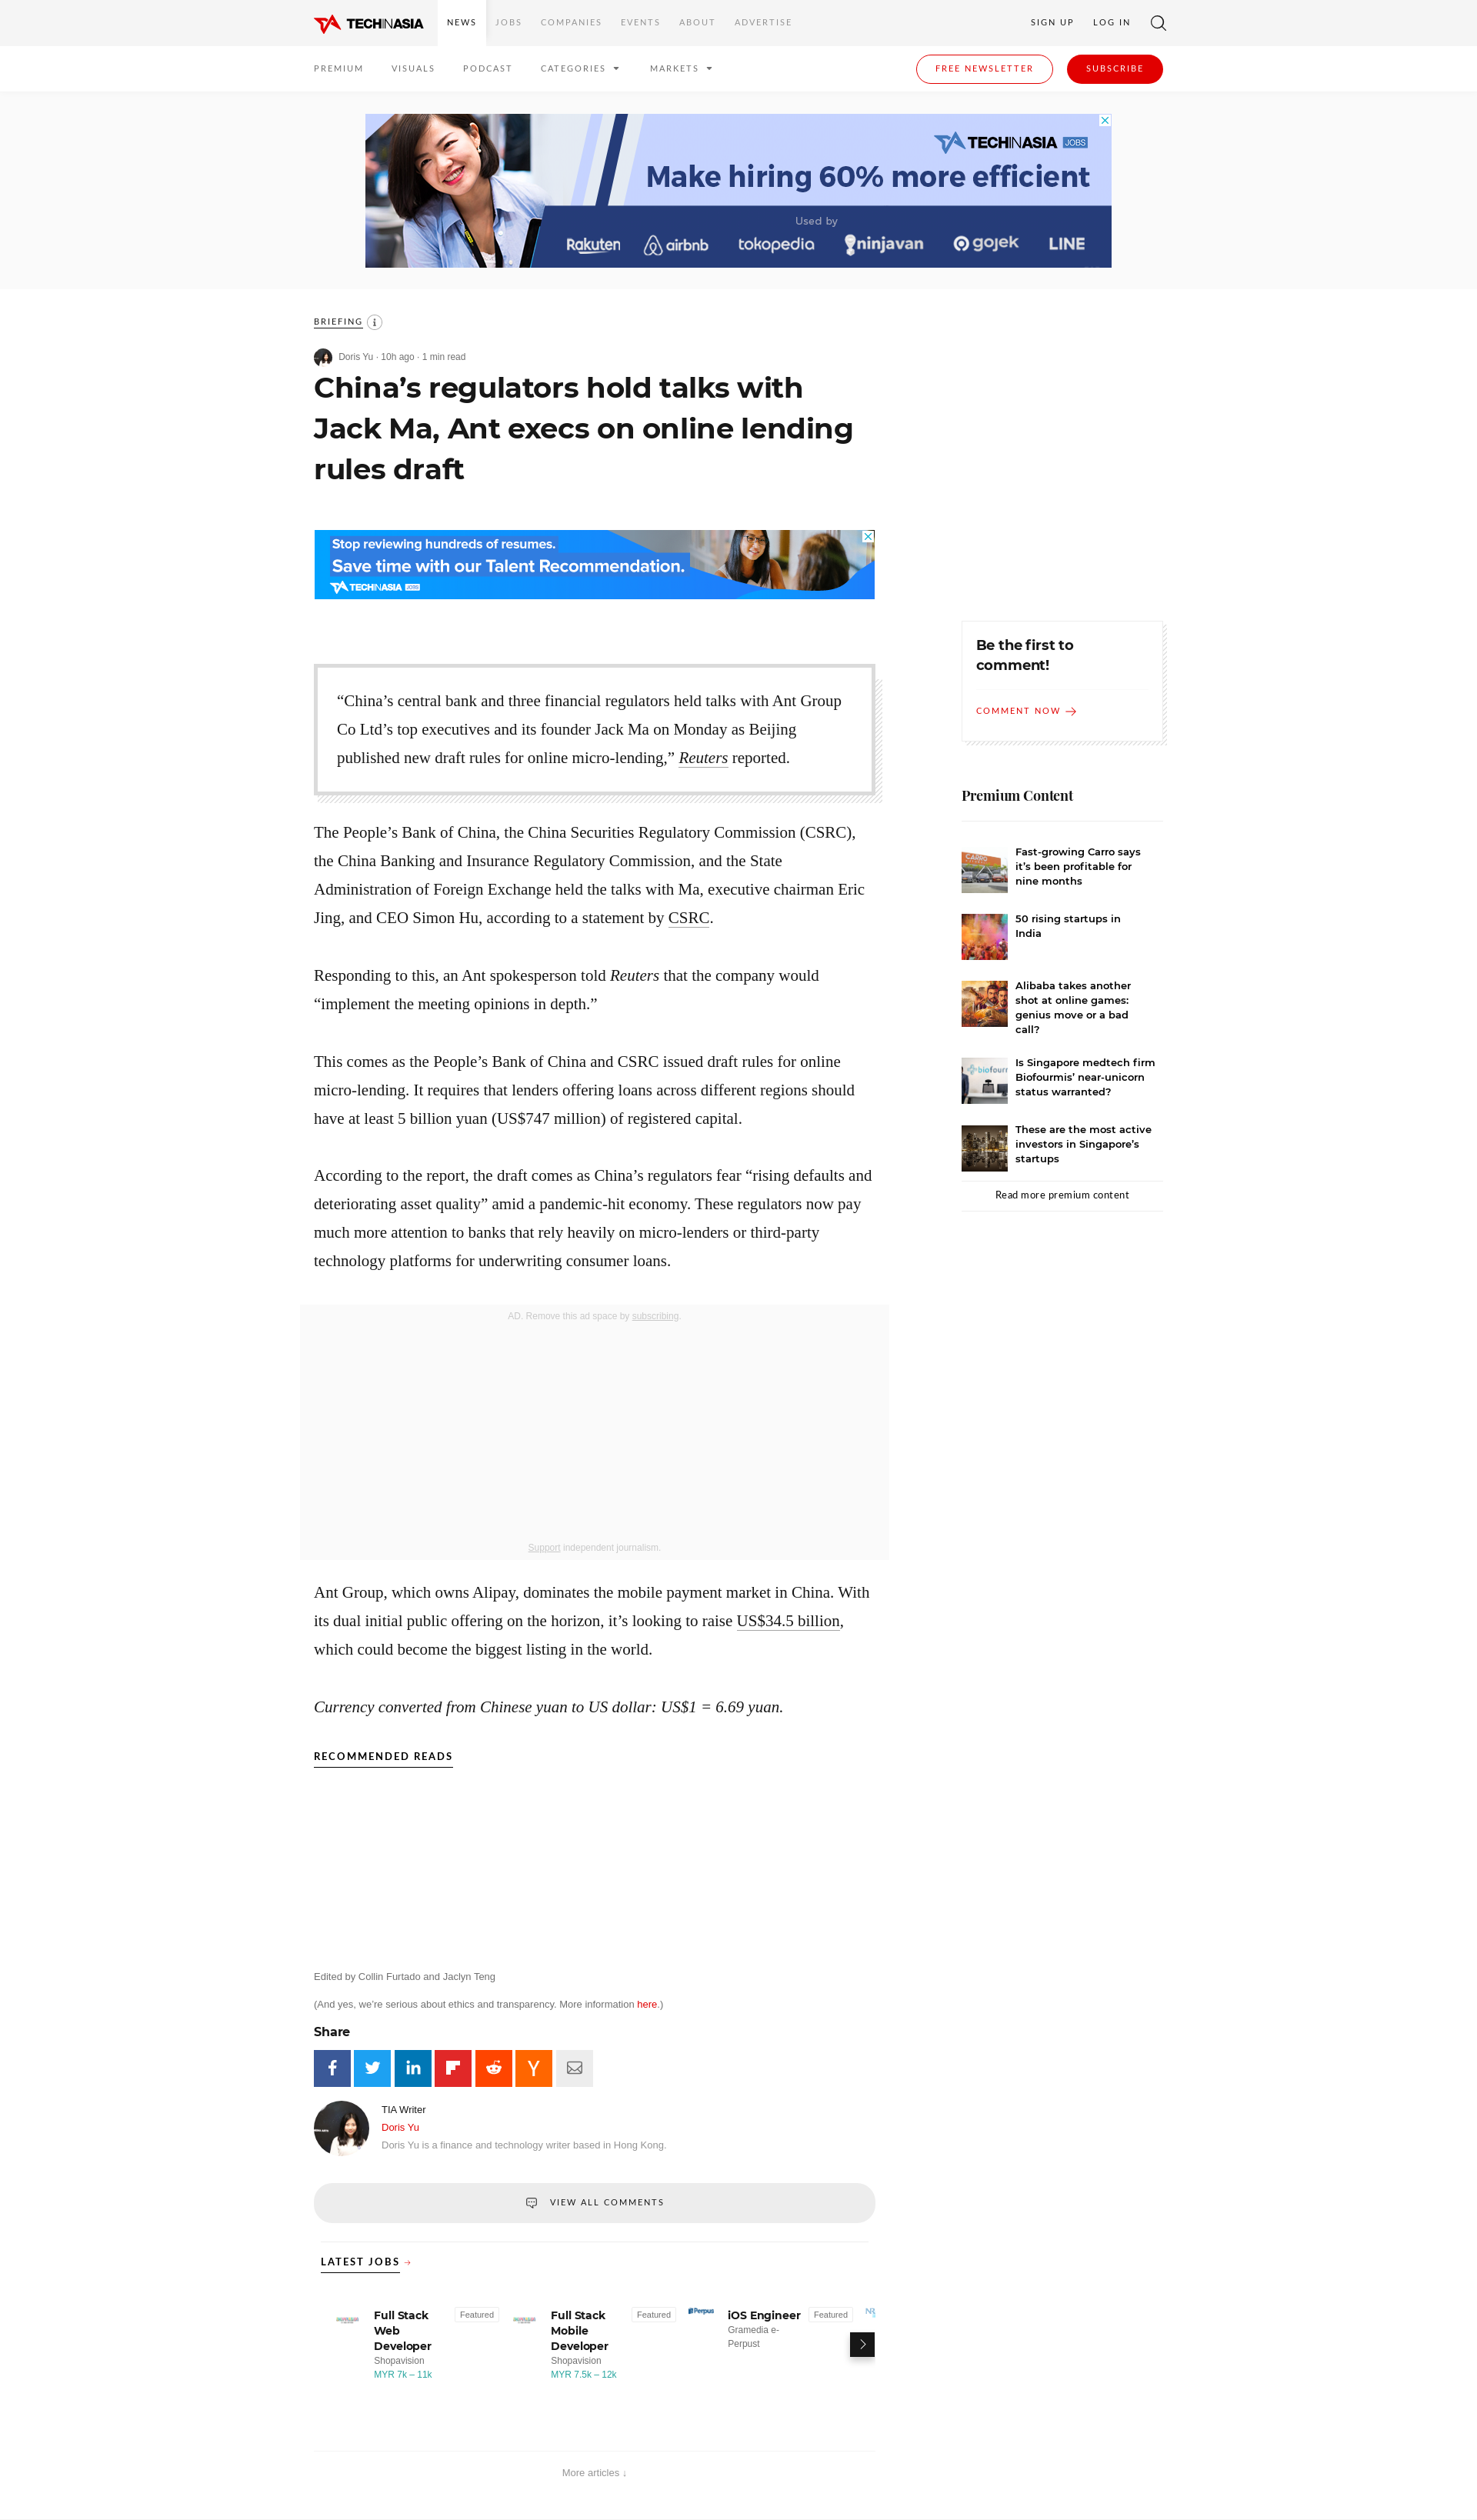 TECHINASIA
NEWS
JOBS
COMPANIES
EVENTS
ABOUT
ADVERTISE
SIGN UP
LOG IN
PREMIUM
VISUALS
PODCAST
CATEGORIES
MARKETS
FREE NEWSLETTER
SUBSCRIBE
TECHINASIA JOBS
Make hiring 60% more efficient
Used by
Rakuten
airbnb
tokopedia
ninjavan
gojek
LINE
BRIEFING
Doris Yu · 10h ago · 1 min read
China’s regulators hold talks with
Jack Ma, Ant execs on online lending
rules draft
Stop reviewing hundreds of resumes.
Save time with our Talent Recommendation.
TECHINASIA JOBS
“China’s central bank and three financial regulators held talks with Ant Group
Co Ltd’s top executives and its founder Jack Ma on Monday as Beijing
published new draft rules for online micro-lending,” Reuters reported.
The People’s Bank of China, the China Securities Regulatory Commission (CSRC),
the China Banking and Insurance Regulatory Commission, and the State
Administration of Foreign Exchange held the talks with Ma, executive chairman Eric
Jing, and CEO Simon Hu, according to a statement by CSRC.
Responding to this, an Ant spokesperson told Reuters that the company would
“implement the meeting opinions in depth.”
This comes as the People’s Bank of China and CSRC issued draft rules for online
micro-lending. It requires that lenders offering loans across different regions should
have at least 5 billion yuan (US$747 million) of registered capital.
According to the report, the draft comes as China’s regulators fear “rising defaults and
deteriorating asset quality” amid a pandemic-hit economy. These regulators now pay
much more attention to banks that rely heavily on micro-lenders or third-party
technology platforms for underwriting consumer loans.
AD. Remove this ad space by subscribing.
Support independent journalism.
Ant Group, which owns Alipay, dominates the mobile payment market in China. With
its dual initial public offering on the horizon, it’s looking to raise US$34.5 billion,
which could become the biggest listing in the world.
Currency converted from Chinese yuan to US dollar: US$1 = 6.69 yuan.
RECOMMENDED READS
Edited by Collin Furtado and Jaclyn Teng
(And yes, we’re serious about ethics and transparency. More information here.)
Share
TIA Writer
Doris Yu
Doris Yu is a finance and technology writer based in Hong Kong.
VIEW ALL COMMENTS
LATEST JOBS
Full Stack
Web
Developer
Shopavision
MYR 7k – 11k
Featured
Full Stack
Mobile
Developer
Shopavision
MYR 7.5k – 12k
Featured
Perpus
iOS Engineer
Gramedia e-
Perpust
Featured
More articles ↓
Be the first to
comment!
COMMENT NOW
Premium Content
CARRO
Fast-growing Carro says
it’s been profitable for
nine months
50 rising startups in
India
Alibaba takes another
shot at online games:
genius move or a bad
call?
biofourm
Is Singapore medtech firm
Biofourmis’ near-unicorn
status warranted?
These are the most active
investors in Singapore’s
startups
Read more premium content